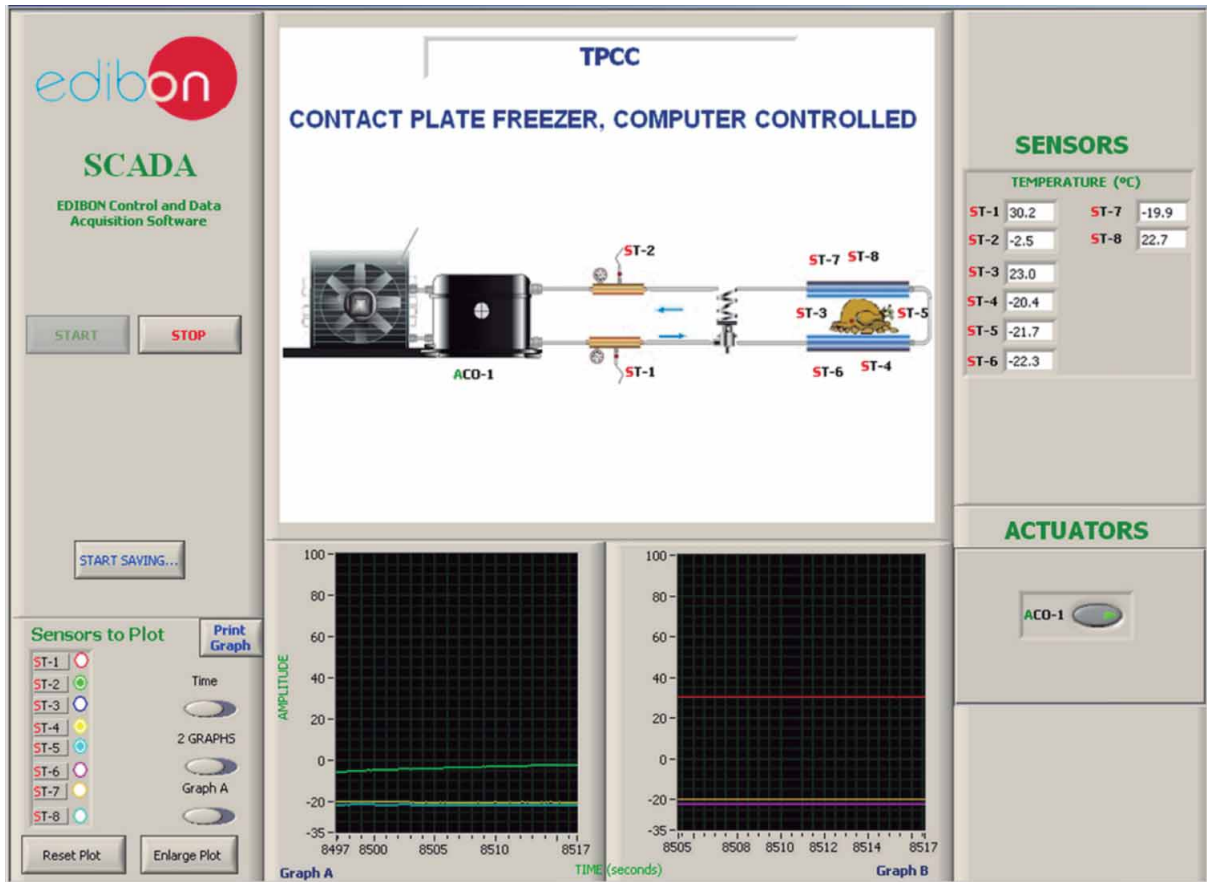 edibon
SCADA
EDIBON Control and Data
Acquisition Software
START
STOP
START SAVING...
Sensors to Plot
Print
Graph
ST-1
ST-2
ST-3
ST-4
ST-5
ST-6
ST-7
ST-8
Time
2 GRAPHS
Graph A
Reset Plot
Enlarge Plot
TPCC
CONTACT PLATE FREEZER, COMPUTER CONTROLLED
ST-2
ST-7 ST-8
ST-3
ST-5
ACO-1
ST-1
ST-6
ST-4
AMPLITUDE
100
80
60
40
20
0
-20
-35
8497 8500 8505 8510 8517
Graph A
TIME (seconds)
100
80
60
40
20
0
-20
-35
8505 8508 8510 8512 8514 8517
Graph B
SENSORS
TEMPERATURE (ºC)
ST-1 30.2 ST-7 -19.9
ST-2 -2.5 ST-8 22.7
ST-3 23.0
ST-4 -20.4
ST-5 -21.7
ST-6 -22.3
ACTUATORS
ACO-1